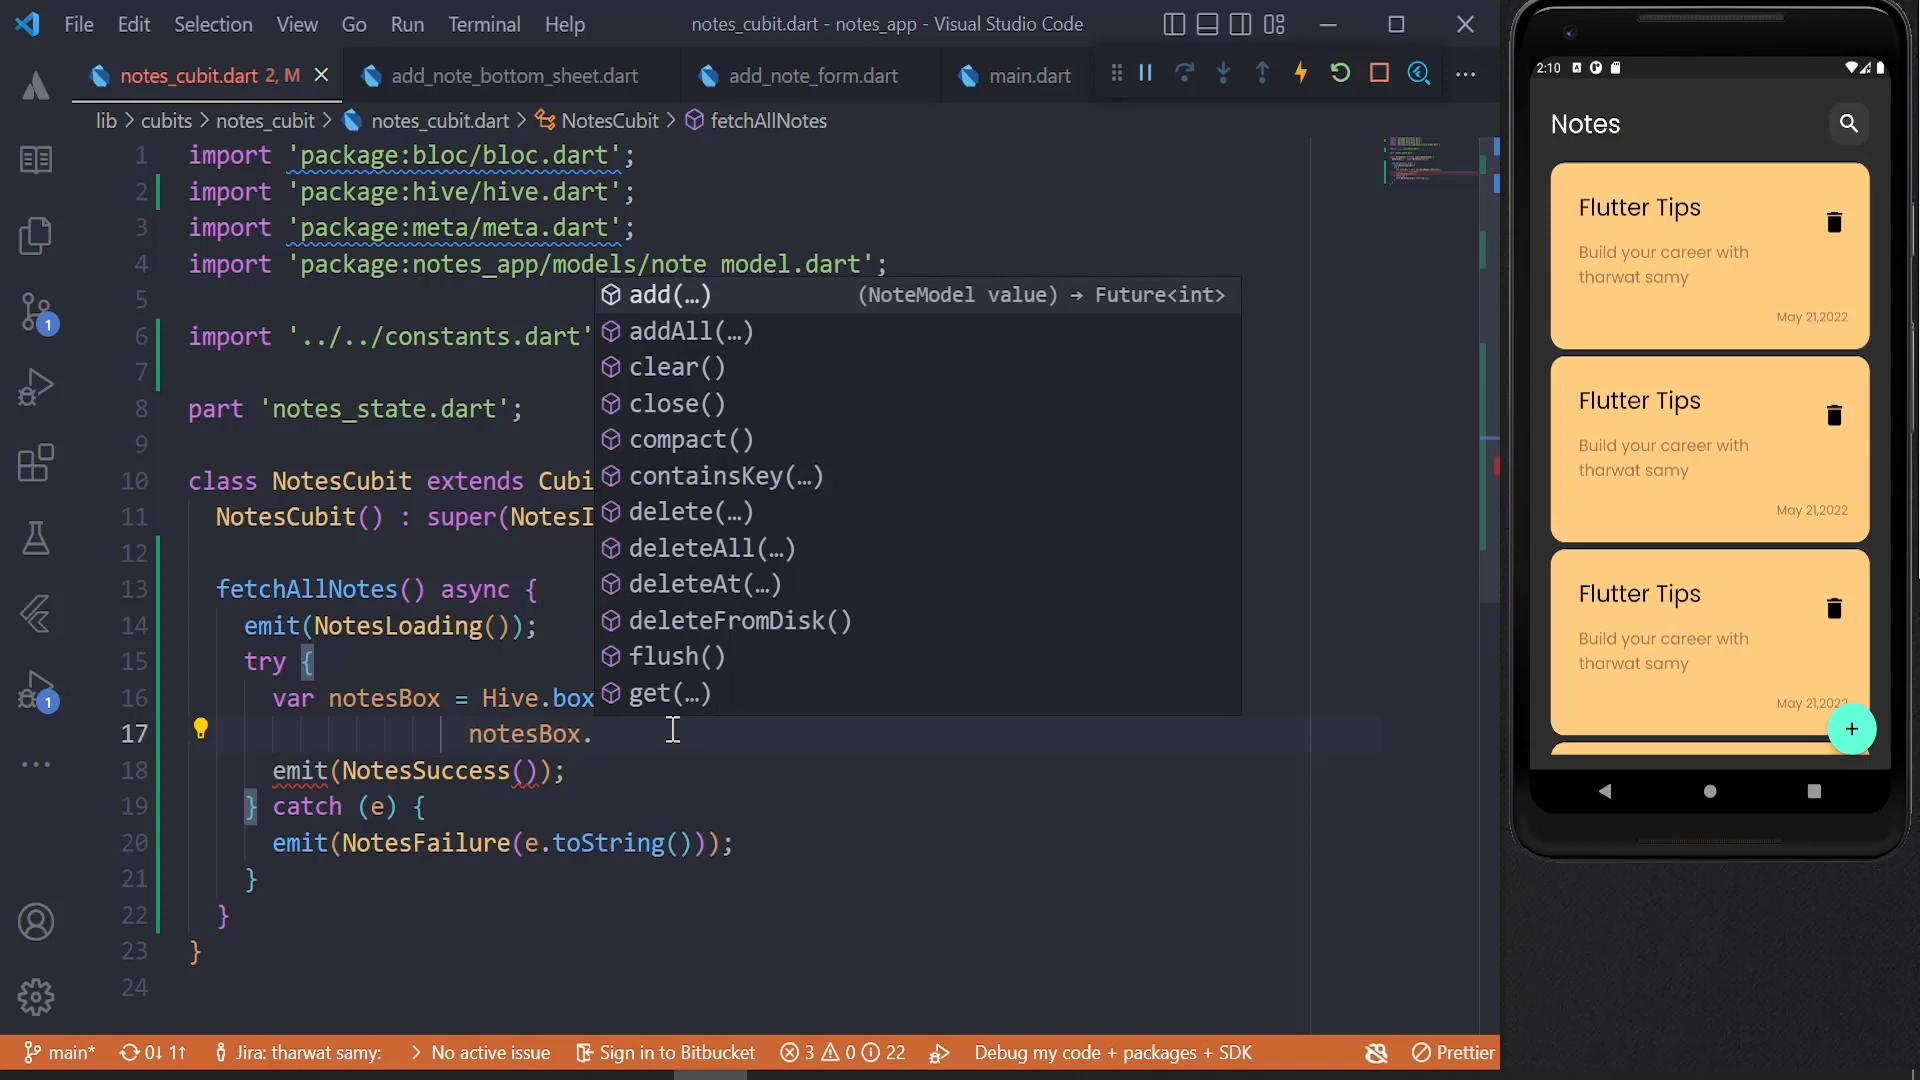 File Edit Selection View Go Run Terminal Help
notes_cubit.dart - notes_app - Visual Studio Code
notes_cubit.dart 2, M
add_note_bottom_sheet.dart
add_note_form.dart
main.dart
lib > cubits > notes_cubit > notes_cubit.dart > NotesCubit > fetchAllNotes
1 import 'package:bloc/bloc.dart';
2 import 'package:hive/hive.dart';
3 import 'package:meta/meta.dart';
4 import 'package:notes_app/models/note_model.dart';
5
6 import '../../constants.dart'
7
8 part 'notes_state.dart';
9
10 class NotesCubit extends Cubi
11 NotesCubit() : super(NotesI
12
13 fetchAllNotes() async {
14 emit(NotesLoading());
15 try {
16 var notesBox = Hive.box
17 notesBox.
18 emit(NotesSuccess());
19 } catch (e) {
20 emit(NotesFailure(e.toString()));
21 }
22 }
23 }
24
add(…) (NoteModel value) → Future<int>
addAll(…)
clear()
close()
compact()
containsKey(…)
delete(…)
deleteAll(…)
deleteAt(…)
deleteFromDisk()
flush()
get(…)
1
1
main* 0↓ 1↑ Jira: tharwat samy: > No active issue Sign in to Bitbucket 3 0 22 Debug my code + packages + SDK Prettier
2:10
Notes
Flutter Tips
Build your career with
tharwat samy
May 21,2022
Flutter Tips
Build your career with
tharwat samy
May 21,2022
Flutter Tips
Build your career with
tharwat samy
May 21,2022
+